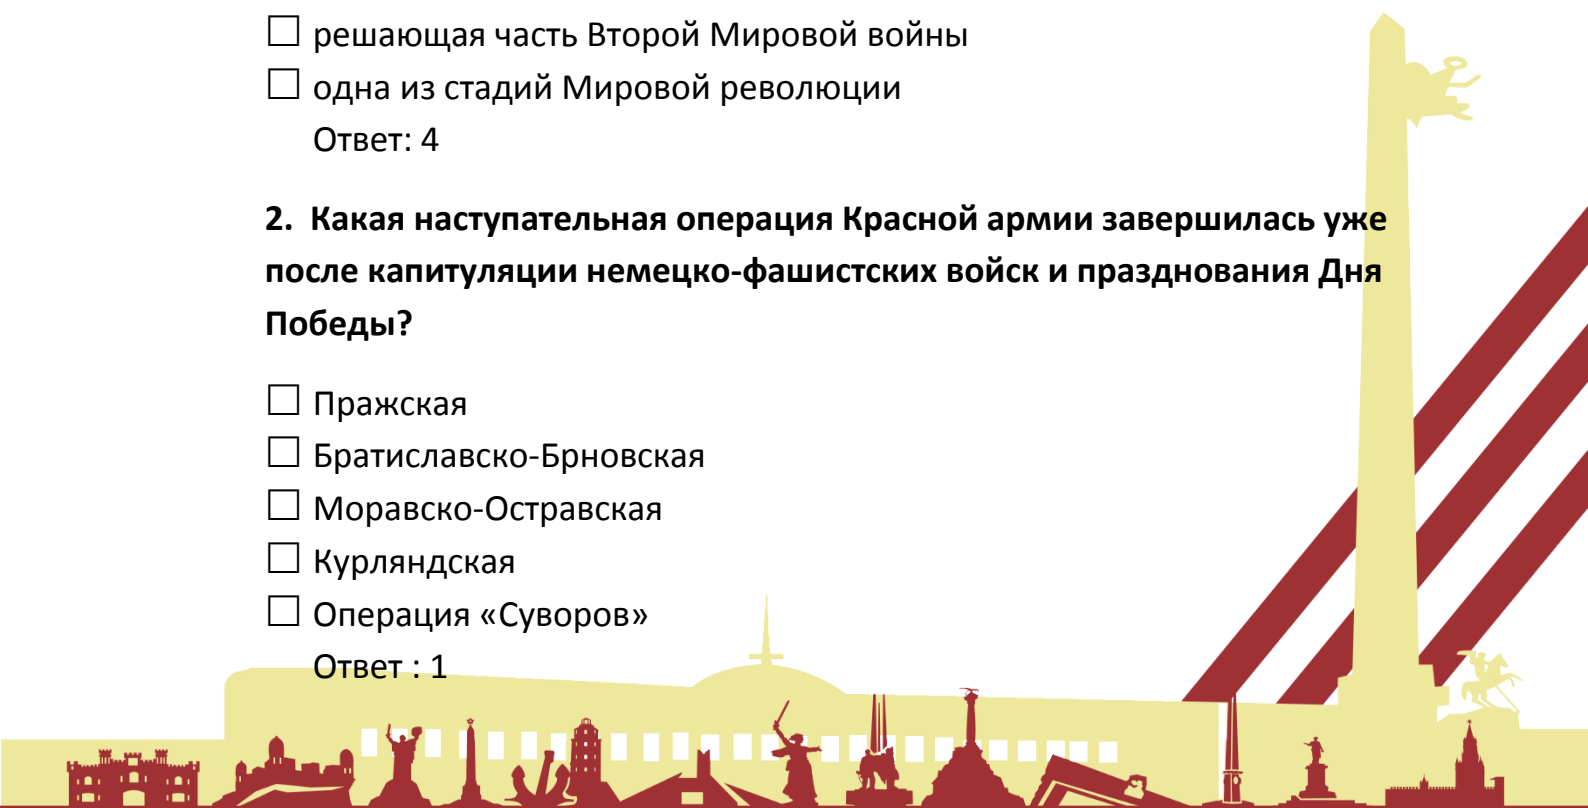 ☐ решающая часть Второй Мировой войны
☐ одна из стадий Мировой революции
Ответ: 4
2. Какая наступательная операция Красной армии завершилась уже
после капитуляции немецко-фашистских войск и празднования Дня
Победы?
☐ Пражская
☐ Братиславско-Брновская
☐ Моравско-Остравская
☐ Курляндская
☐ Операция «Суворов»
Ответ : 1